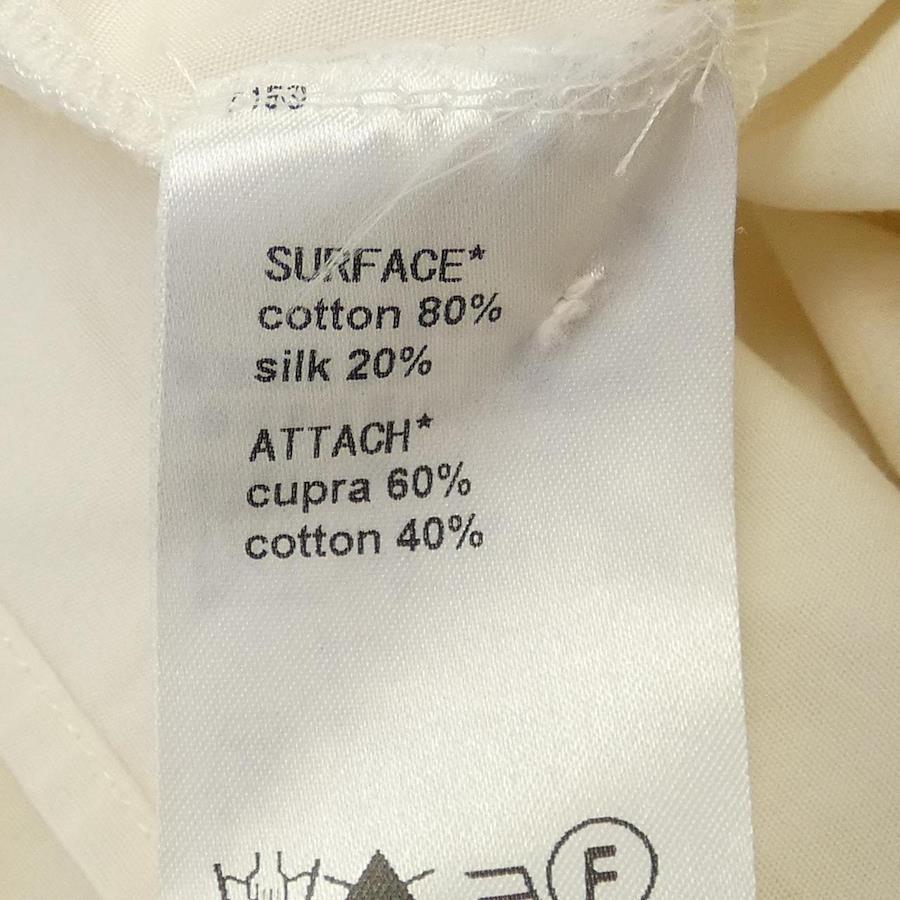 SURFACE*
cotton 80%
silk 20%
ATTACH*
cupra 60%
cotton 40%
F